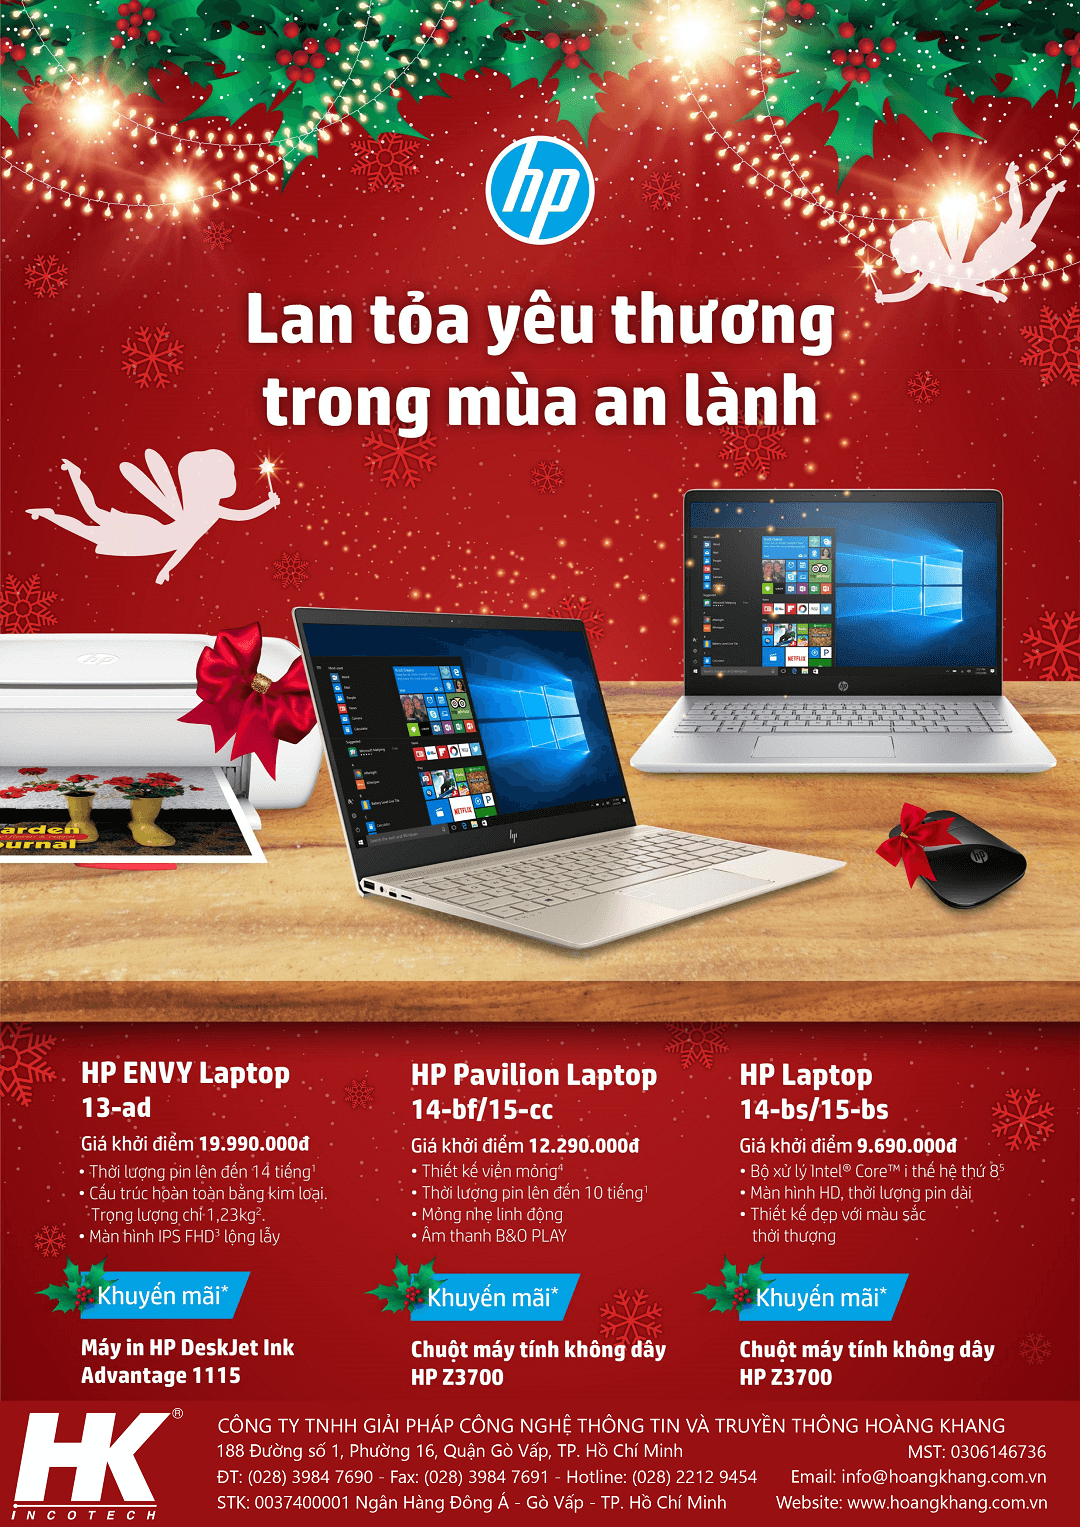 hp
Lan tỏa yêu thương
trong mùa an lành
HP ENVY Laptop
13-ad
Giá khởi điểm 19.990.000đ
• Thời lượng pin lên đến 14 tiếng¹
• Cấu trúc hoàn toàn bằng kim loại.
Trọng lượng chỉ 1,23kg².
• Màn hình IPS FHD³ lộng lẫy
Khuyến mãi*
Máy in HP DeskJet Ink
Advantage 1115
HP Pavilion Laptop
14-bf/15-cc
Giá khởi điểm 12.290.000đ
• Thiết kế viền mỏng⁴
• Thời lượng pin lên đến 10 tiếng¹
• Mỏng nhẹ linh động
• Âm thanh B&O PLAY
Khuyến mãi*
Chuột máy tính không dây
HP Z3700
HP Laptop
14-bs/15-bs
Giá khởi điểm 9.690.000đ
• Bộ xử lý Intel® Core™ i thế hệ thứ 8⁵
• Màn hình HD, thời lượng pin dài
• Thiết kế đẹp với màu sắc
thời thượng
Khuyến mãi*
Chuột máy tính không dây
HP Z3700
HK®
INCOTECH
CÔNG TY TNHH GIẢI PHÁP CÔNG NGHỆ THÔNG TIN VÀ TRUYỀN THÔNG HOÀNG KHANG
188 Đường số 1, Phường 16, Quận Gò Vấp, TP. Hồ Chí Minh MST: 0306146736
ĐT: (028) 3984 7690 - Fax: (028) 3984 7691 - Hotline: (028) 2212 9454 Email: info@hoangkhang.com.vn
STK: 0037400001 Ngân Hàng Đông Á - Gò Vấp - TP. Hồ Chí Minh Website: www.hoangkhang.com.vn